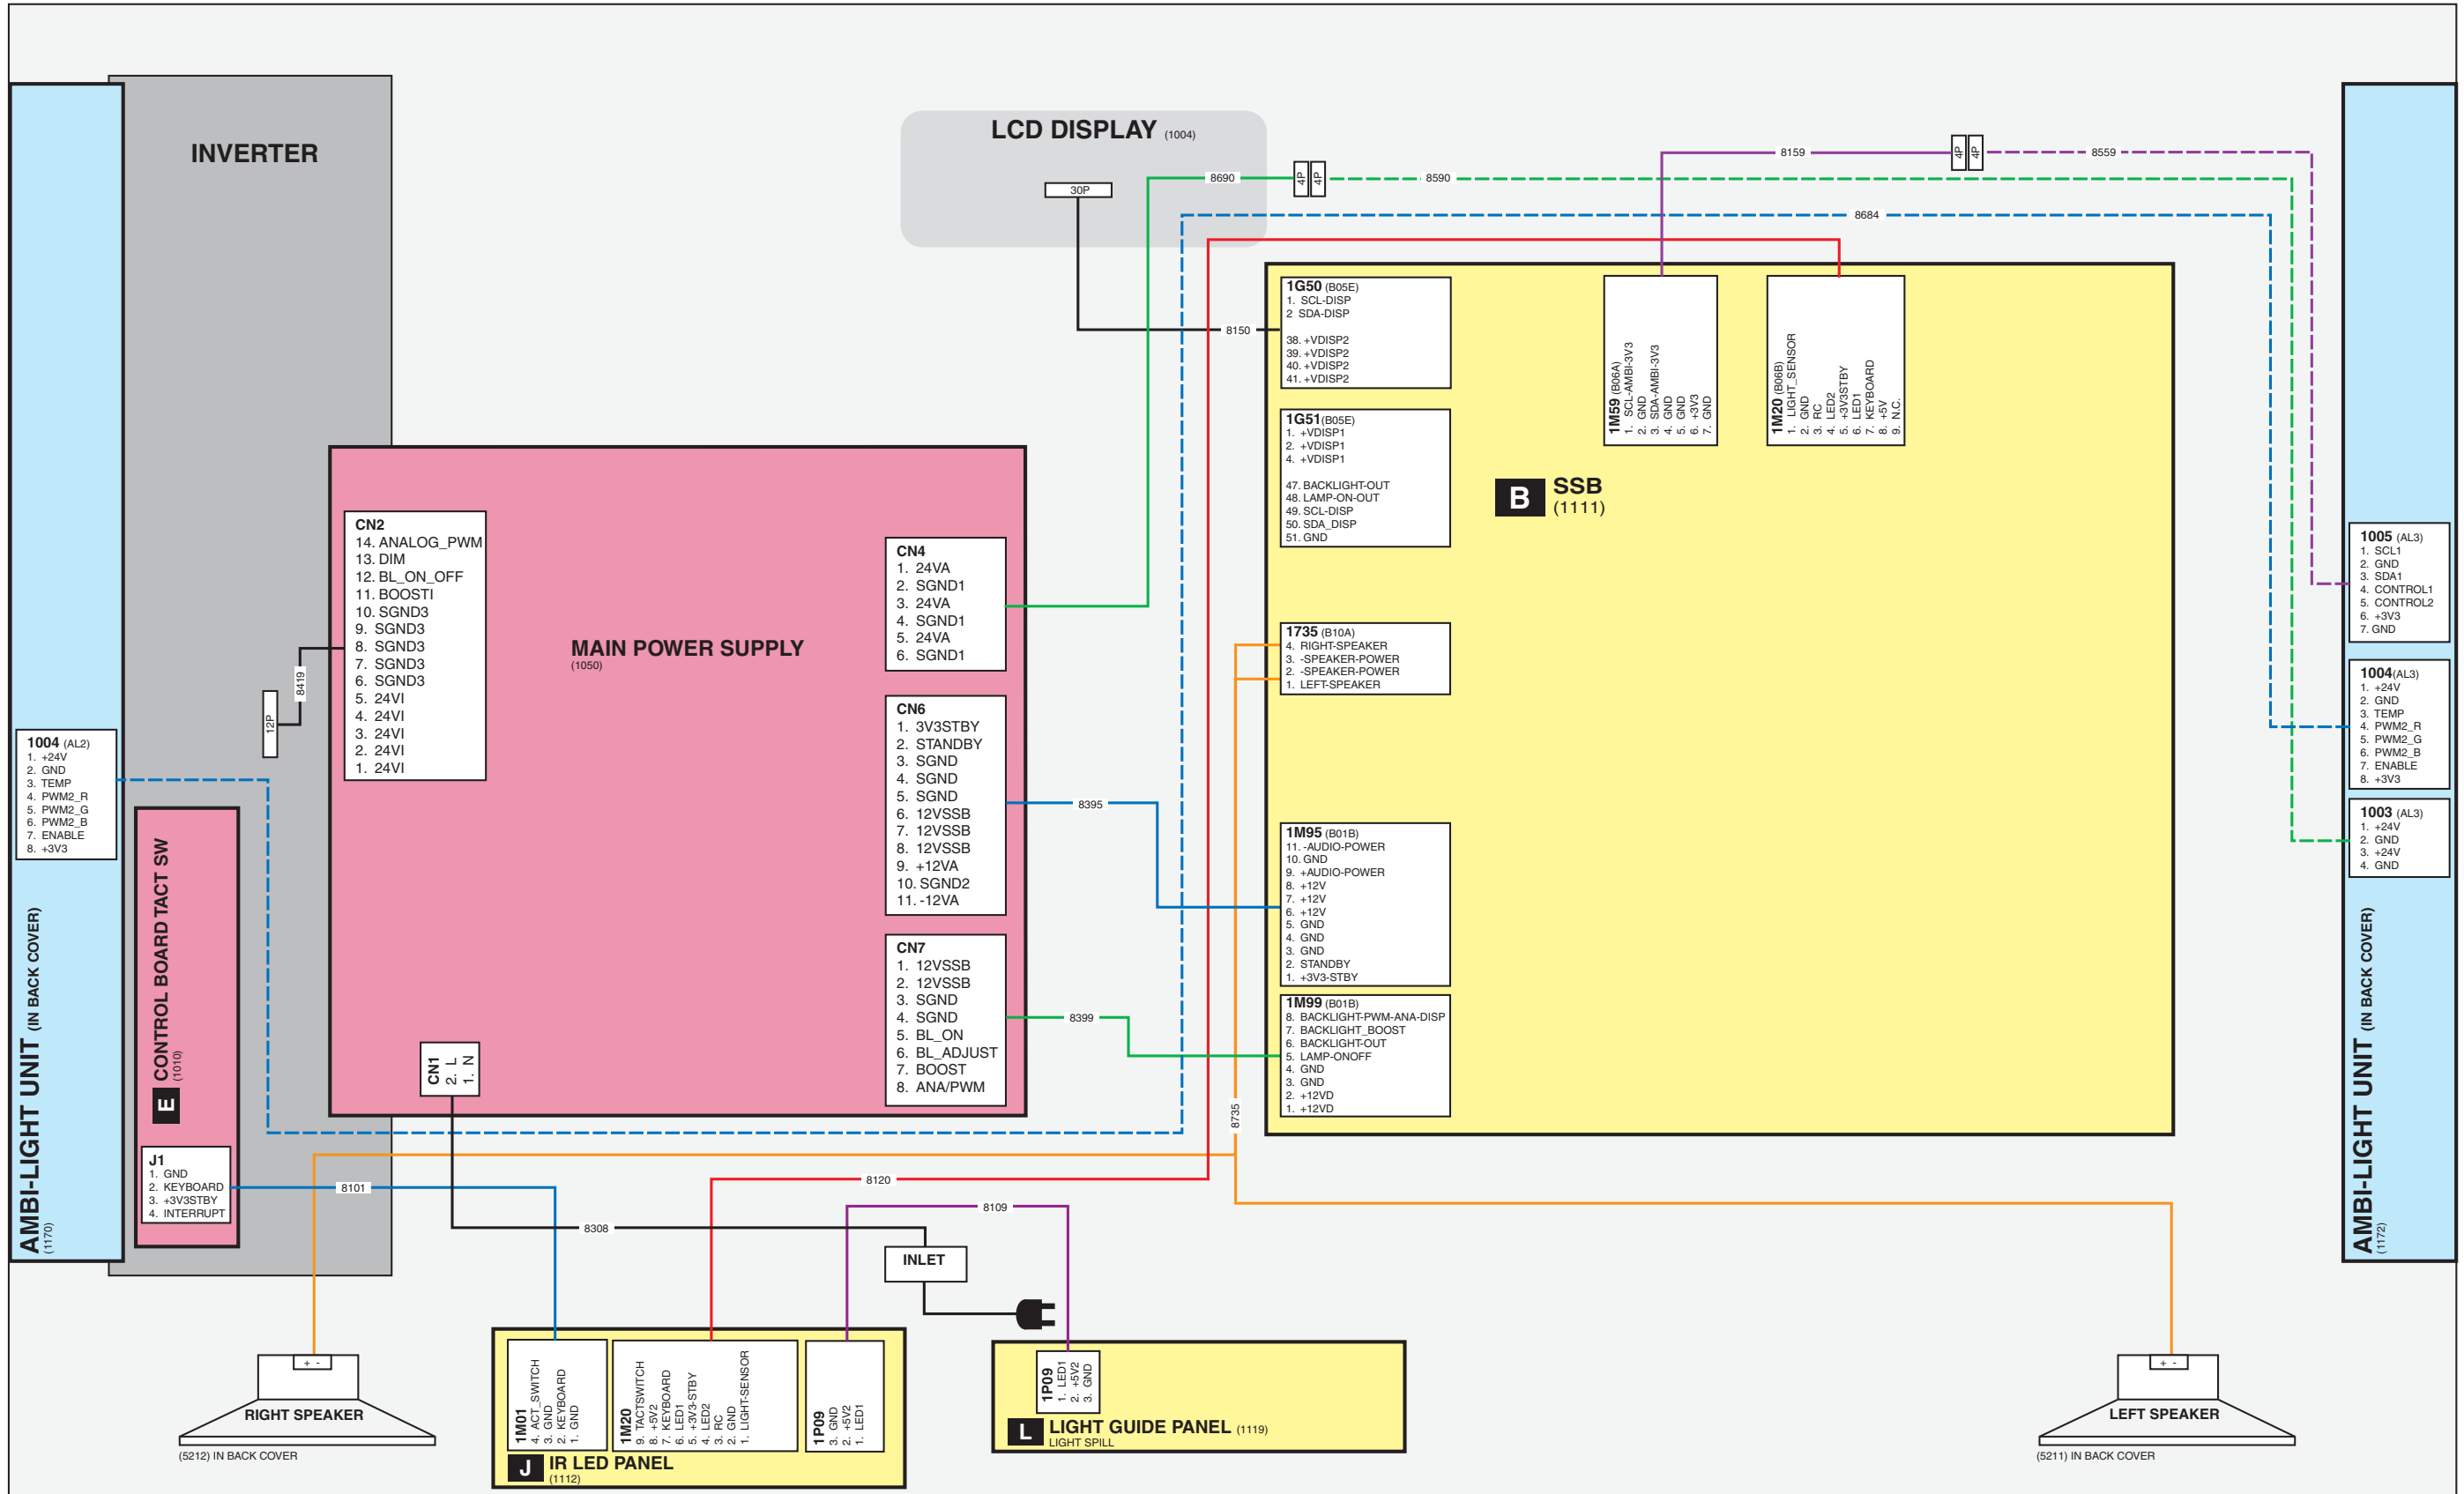 INVERTER
LCD DISPLAY (1004)
30P
8690
4P
4P
8590
8159
4P
4P
8559
8684
8150
1G50 (B05E)
1. SCL-DISP
2 SDA-DISP
38. +VDISP2
39. +VDISP2
40. +VDISP2
41. +VDISP2
1G51(B05E)
1. +VDISP1
2. +VDISP1
4. +VDISP1
47. BACKLIGHT-OUT
48. LAMP-ON-OUT
49. SCL-DISP
50. SDA_DISP
51. GND
1M59 (B06A)
1. SCL-AMBI-3V3
2. GND
3. SDA-AMBI-3V3
4. GND
5. GND
6. +3V3
7. GND
1M20 (B06B)
1. LIGHT_SENSOR
2. GND
3. RC
4. LED2
5. +3V3STBY
6. LED1
7. KEYBOARD
8. +5V
9. N.C.
B SSB
(1111)
1735 (B10A)
4. RIGHT-SPEAKER
3. -SPEAKER-POWER
2. -SPEAKER-POWER
1. LEFT-SPEAKER
1M95 (B01B)
11. -AUDIO-POWER
10. GND
9. +AUDIO-POWER
8. +12V
7. +12V
6. +12V
5. GND
4. GND
3. GND
2. STANDBY
1. +3V3-STBY
1M99 (B01B)
8. BACKLIGHT-PWM-ANA-DISP
7. BACKLIGHT_BOOST
6. BACKLIGHT-OUT
5. LAMP-ONOFF
4. GND
3. GND
2. +12VD
1. +12VD
CN2
14. ANALOG_PWM
13. DIM
12. BL_ON_OFF
11. BOOSTI
10. SGND3
9. SGND3
8. SGND3
7. SGND3
6. SGND3
5. 24VI
4. 24VI
3. 24VI
2. 24VI
1. 24VI
8419
12P
MAIN POWER SUPPLY
(1050)
CN4
1. 24VA
2. SGND1
3. 24VA
4. SGND1
5. 24VA
6. SGND1
CN6
1. 3V3STBY
2. STANDBY
3. SGND
4. SGND
5. SGND
6. 12VSSB
7. 12VSSB
8. 12VSSB
9. +12VA
10. SGND2
11. -12VA
8395
CN7
1. 12VSSB
2. 12VSSB
3. SGND
4. SGND
5. BL_ON
6. BL_ADJUST
7. BOOST
8. ANA/PWM
8399
CN1
2. L
1. N
8735
1004 (AL2)
1. +24V
2. GND
3. TEMP
4. PWM2_R
5. PWM2_G
6. PWM2_B
7. ENABLE
8. +3V3
AMBI-LIGHT UNIT (IN BACK COVER)
(1170)
E CONTROL BOARD TACT SW
(1010)
J1
1. GND
2. KEYBOARD
3. +3V3STBY
4. INTERRUPT
8101
8120
8109
8308
INLET
1005 (AL3)
1. SCL1
2. GND
3. SDA1
4. CONTROL1
5. CONTROL2
6. +3V3
7. GND
1004(AL3)
1. +24V
2. GND
3. TEMP
4. PWM2_R
5. PWM2_G
6. PWM2_B
7. ENABLE
8. +3V3
1003 (AL3)
1. +24V
2. GND
3. +24V
4. GND
AMBI-LIGHT UNIT (IN BACK COVER)
(1172)
+ -
RIGHT SPEAKER
(5212) IN BACK COVER
1M01
4. ACT_SWITCH
3. GND
2. KEYBOARD
1. GND
1M20
9. TACTSWITCH
8. +5V2
7. KEYBOARD
6. LED1
5. +3V3-STBY
4. LED2
3. RC
2. GND
1. LIGHT-SENSOR
1P09
3. GND
2. +5V2
1. LED1
J IR LED PANEL
(1112)
1P09
1. LED1
2. +5V2
3. GND
L LIGHT GUIDE PANEL (1119)
LIGHT SPILL
+ -
LEFT SPEAKER
(5211) IN BACK COVER